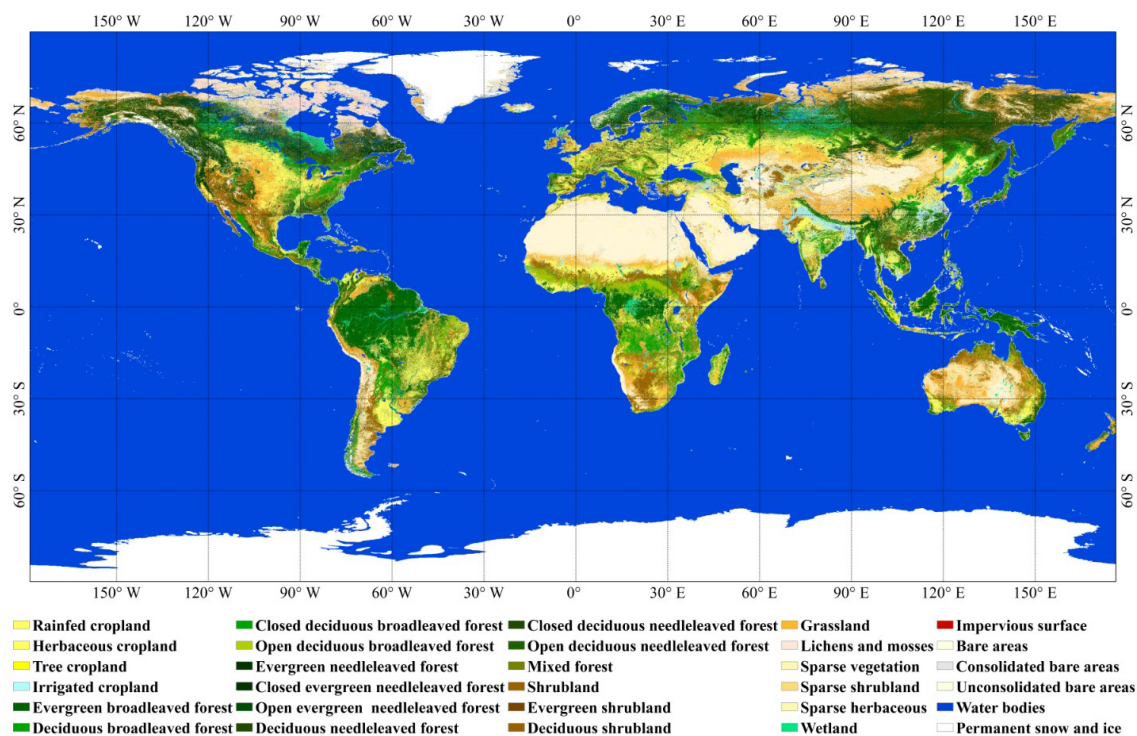 150° W 120° W 90° W 60° W 30° W 0° 30° E 60° E 90° E 120° E 150° E
60° N 60° N
30° N 30° N
0° 0°
30° S 30° S
60° S 60° S
150° W 120° W 90° W 60° W 30° W 0° 30° E 60° E 90° E 120° E 150° E
Rainfed cropland Closed deciduous broadleaved forest Closed deciduous needleleaved forest Grassland Impervious surface
Herbaceous cropland Open deciduous broadleaved forest Open deciduous needleleaved forest Lichens and mosses Bare areas
Tree cropland Evergreen needleleaved forest Mixed forest Sparse vegetation Consolidated bare areas
Irrigated cropland Closed evergreen needleleaved forest Shrubland Sparse shrubland Unconsolidated bare areas
Evergreen broadleaved forest Open evergreen needleleaved forest Evergreen shrubland Sparse herbaceous Water bodies
Deciduous broadleaved forest Deciduous needleleaved forest Deciduous shrubland Wetland Permanent snow and ice